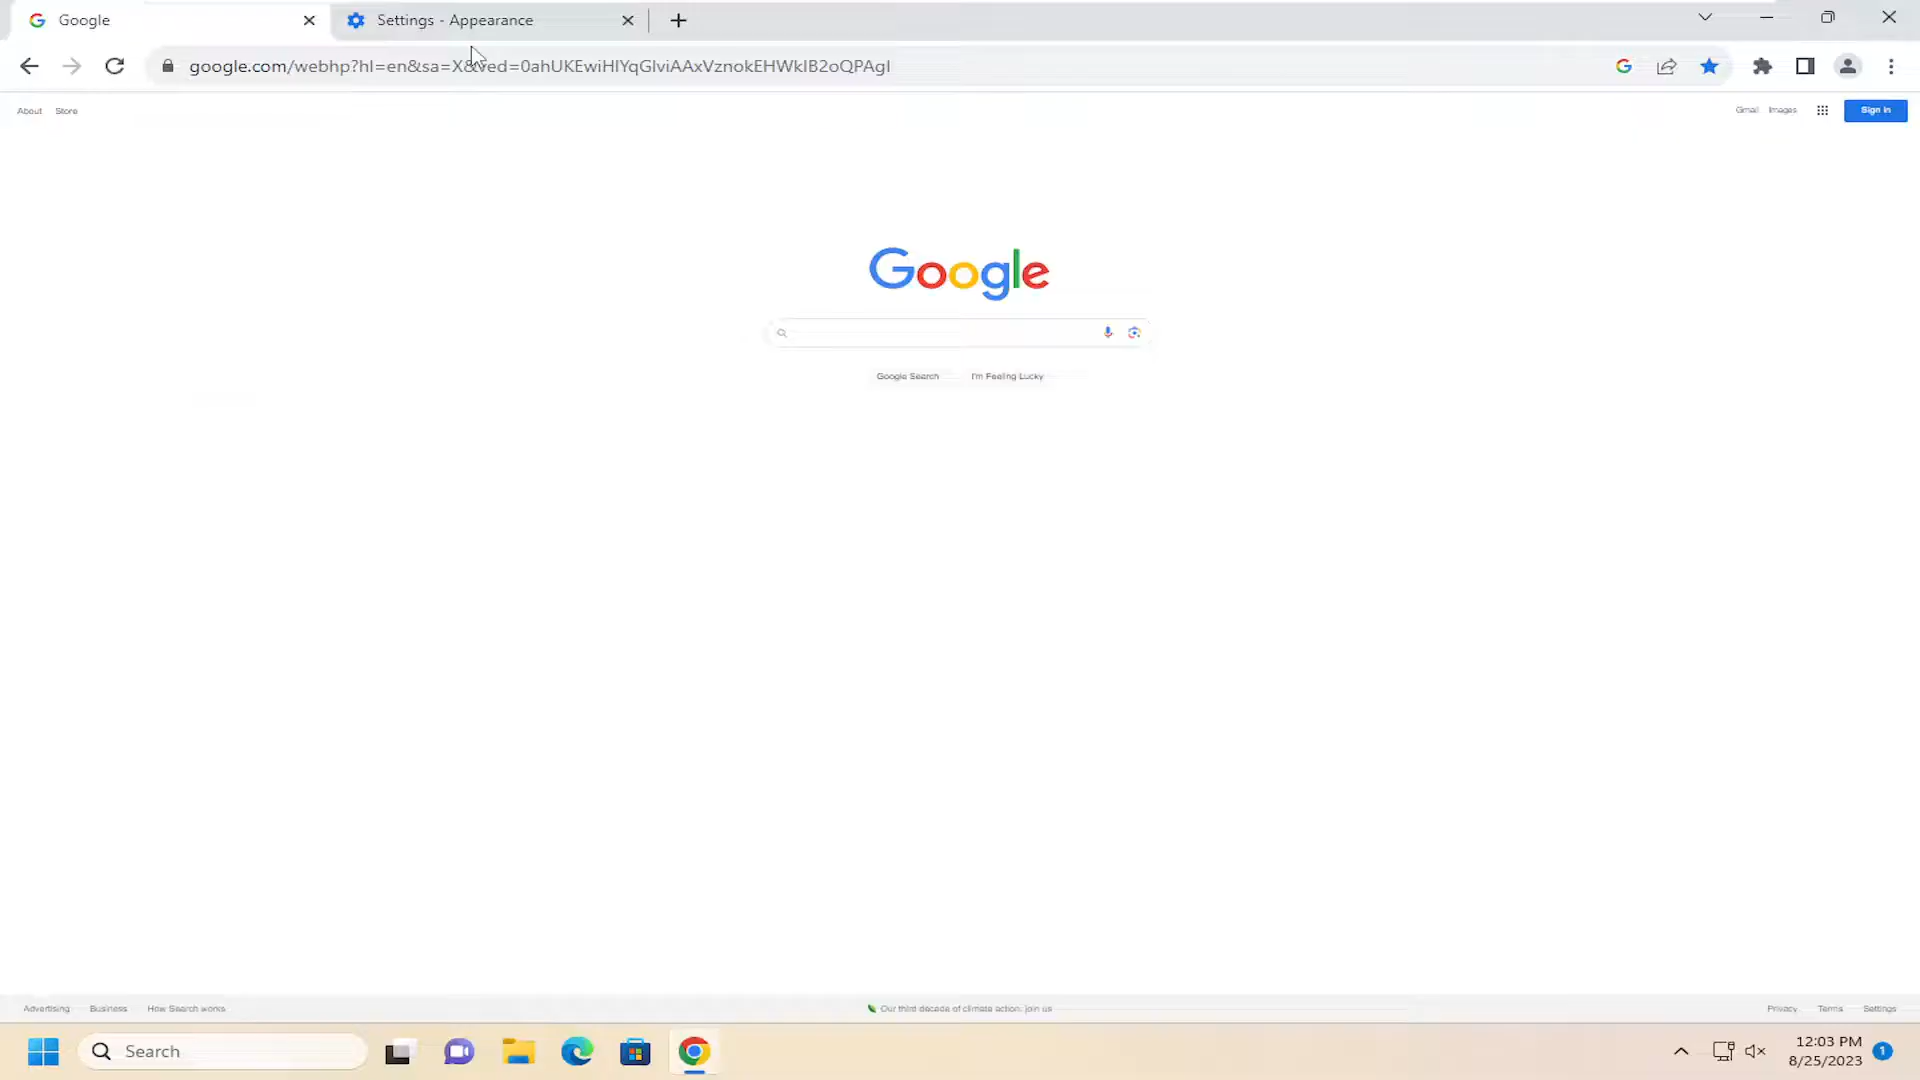 Google
Settings - Appearance
google.com/webhp?hl=en&sa=X&ved=0ahUKEwiHlYqGlviAAxVznokEHWkIB2oQPAgI
About Store
Gmail Images Sign in
Google
Google Search I'm Feeling Lucky
Advertising Business How Search works
Our third decade of climate action: join us
Privacy Terms Settings
Search
12:03 PM
8/25/2023
1